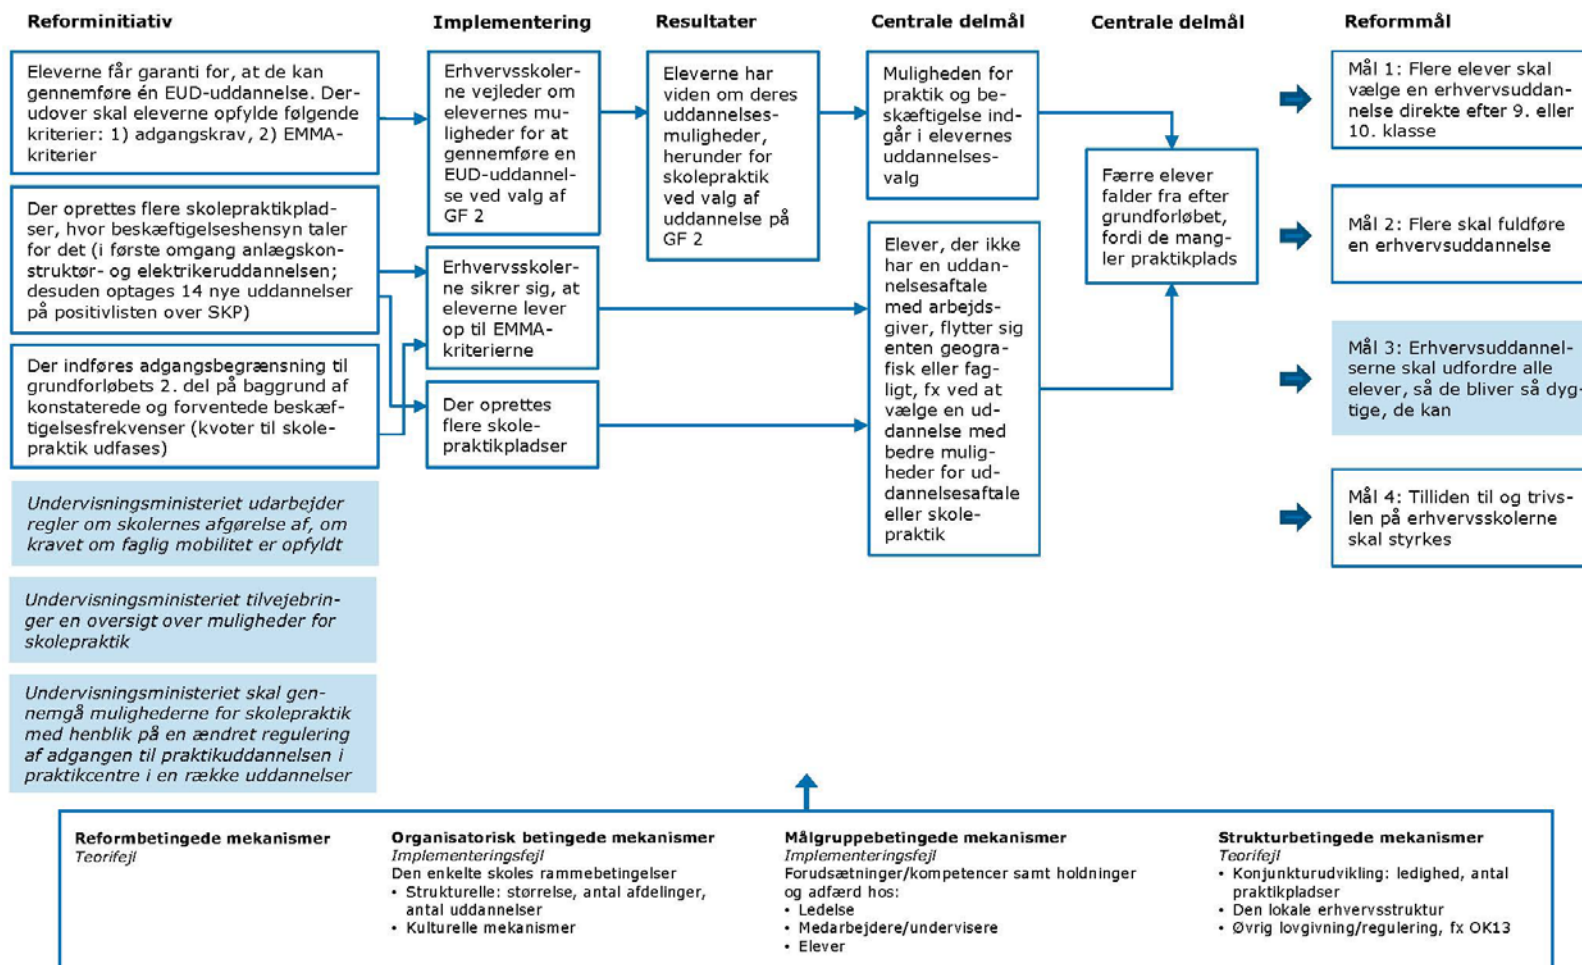 Reforminitiativ
Eleverne får garanti for, at de kan
gennemføre én EUD-uddannelse. Der-
udover skal eleverne opfylde følgende
kriterier: 1) adgangskrav, 2) EMMA-
kriterier
Der oprettes flere skolepraktikplad-
ser, hvor beskæftigelseshensyn taler
for det (i første omgang anlægskon-
struktør- og elektrikeruddannelsen;
desuden optages 14 nye uddannelser
på positivlisten over SKP)
Der indføres adgangsbegrænsning til
grundforløbets 2. del på baggrund af
konstaterede og forventede beskæf-
tigelsesfrekvenser (kvoter til skole-
praktik udfases)
Undervisningsministeriet udarbejder
regler om skolernes afgørelse af, om
kravet om faglig mobilitet er opfyldt
Undervisningsministeriet tilvejebrin-
ger en oversigt over muligheder for
skolepraktik
Undervisningsministeriet skal gen-
nemgå mulighederne for skolepraktik
med henblik på en ændret regulering
af adgangen til praktikuddannelsen i
praktikcentre i en række uddannelser
Implementering
Erhvervsskoler-
ne vejleder om
elevernes mu-
ligheder for at
gennemføre en
EUD-uddannel-
se ved valg af
GF 2
Erhvervsskoler-
ne sikrer sig, at
eleverne lever
op til EMMA-
kriterierne
Der oprettes
flere skole-
praktikpladser
Resultater
Eleverne har
viden om deres
uddannelses-
muligheder,
herunder for
skolepraktik
ved valg af
uddannelse på
GF 2
Centrale delmål
Muligheden for
praktik og be-
skæftigelse ind-
går i elevernes
uddannelses-
valg
Elever, der ikke
har en uddan-
nelsesaftale
med arbejds-
giver, flytter sig
enten geogra-
fisk eller fag-
ligt, fx ved at
vælge en ud-
dannelse med
bedre mulig-
heder for ud-
dannelsesaftale
eller skole-
praktik
Centrale delmål
Færre elever
falder fra efter
grundforløbet,
fordi de mang-
ler praktikplads
Reformmål
Mål 1: Flere elever skal
vælge en erhvervsuddan-
nelse direkte efter 9. eller
10. klasse
Mål 2: Flere skal fuldføre
en erhvervsuddannelse
Mål 3: Erhvervsuddannel-
serne skal udfordre alle
elever, så de bliver så dyg-
tige, de kan
Mål 4: Tilliden til og trivs-
len på erhvervsskolerne
skal styrkes
Reformbetingede mekanismer
Teorifejl
Organisatorisk betingede mekanismer
Implementeringsfejl
Den enkelte skoles rammebetingelser
• Strukturelle: størrelse, antal afdelinger,
antal uddannelser
• Kulturelle mekanismer
Målgruppebetingede mekanismer
Implementeringsfejl
Forudsætninger/kompetencer samt holdninger
og adfærd hos:
• Ledelse
• Medarbejdere/undervisere
• Elever
Strukturbetingede mekanismer
Teorifejl
• Konjunkturudvikling: ledighed, antal
praktikpladser
• Den lokale erhvervsstruktur
• Øvrig lovgivning/regulering, fx OK13